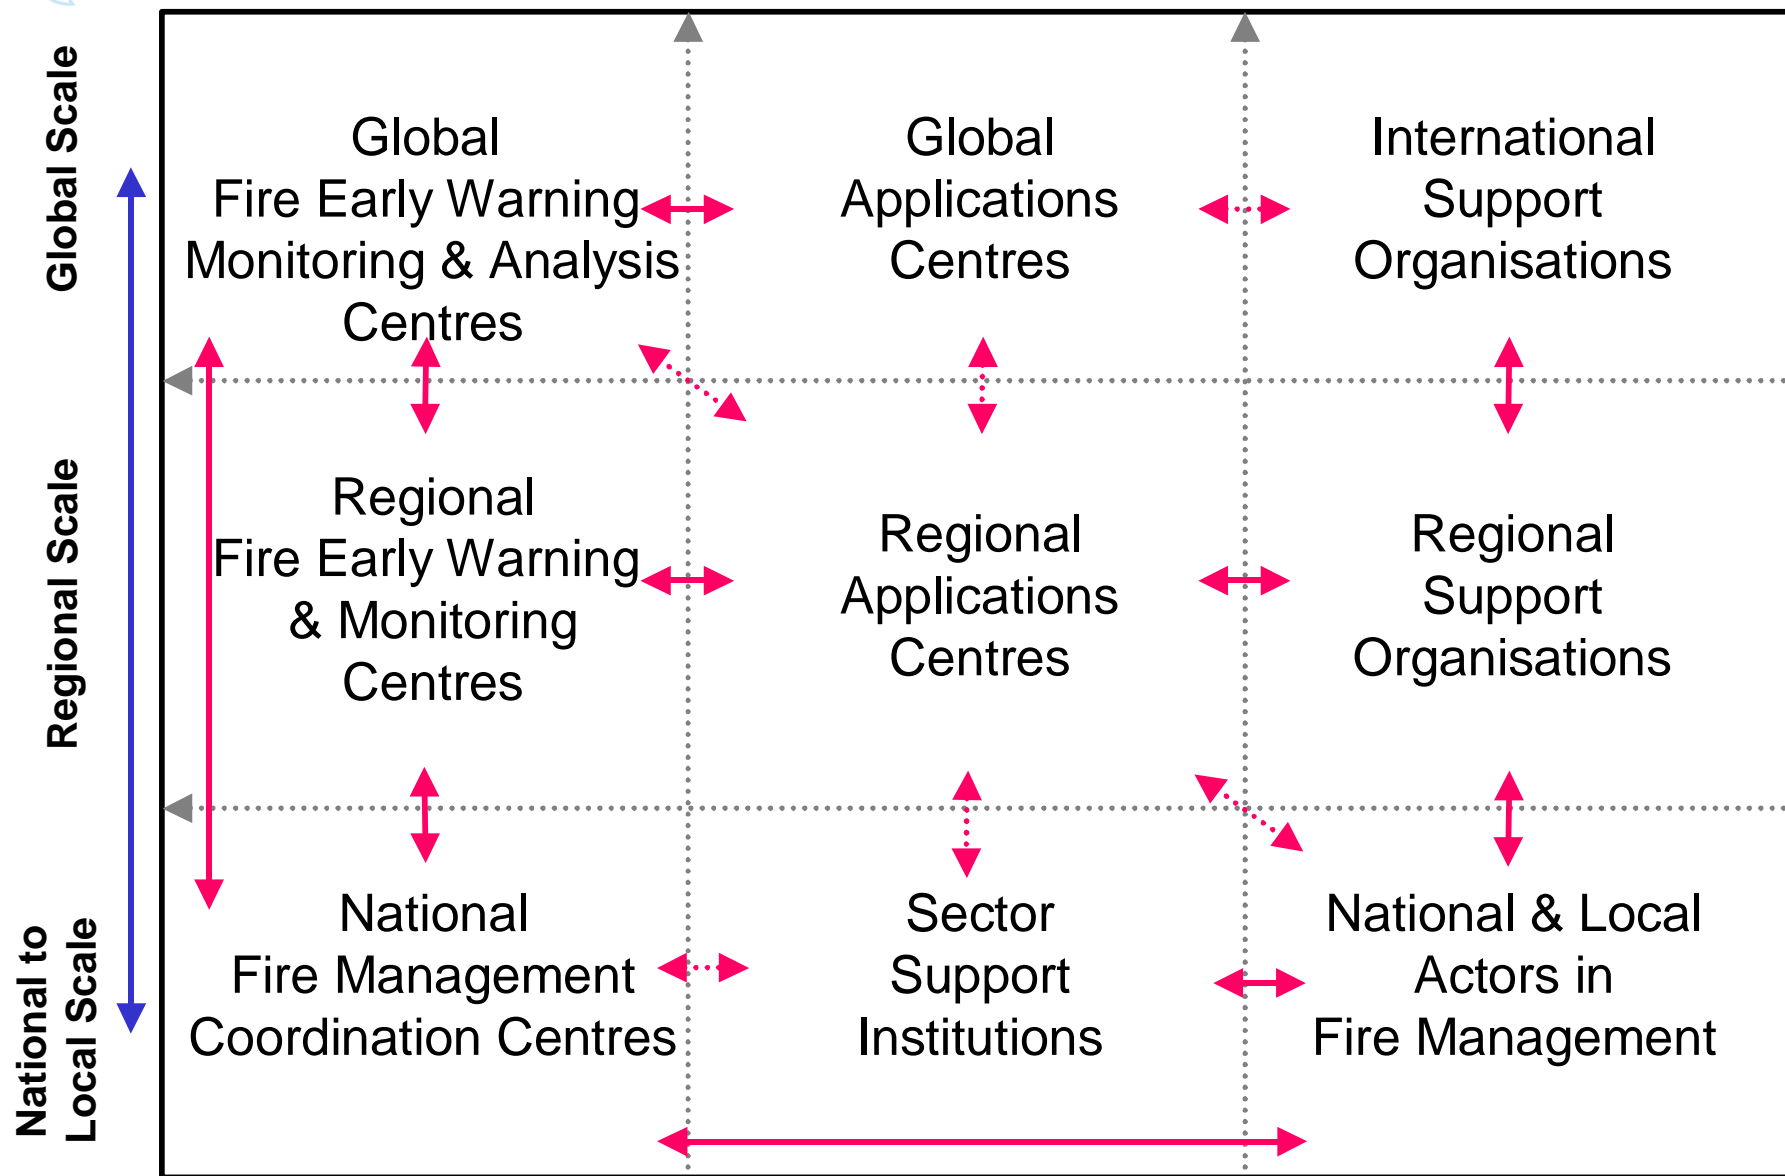 Global Scale
Global
Fire Early Warning
Monitoring & Analysis
Centres
Global
Applications
Centres
International
Support
Organisations
Regional Scale
Regional
Fire Early Warning
& Monitoring
Centres
Regional
Applications
Centres
Regional
Support
Organisations
National to
Local Scale
National
Fire Management
Coordination Centres
Sector
Support
Institutions
National & Local
Actors in
Fire Management